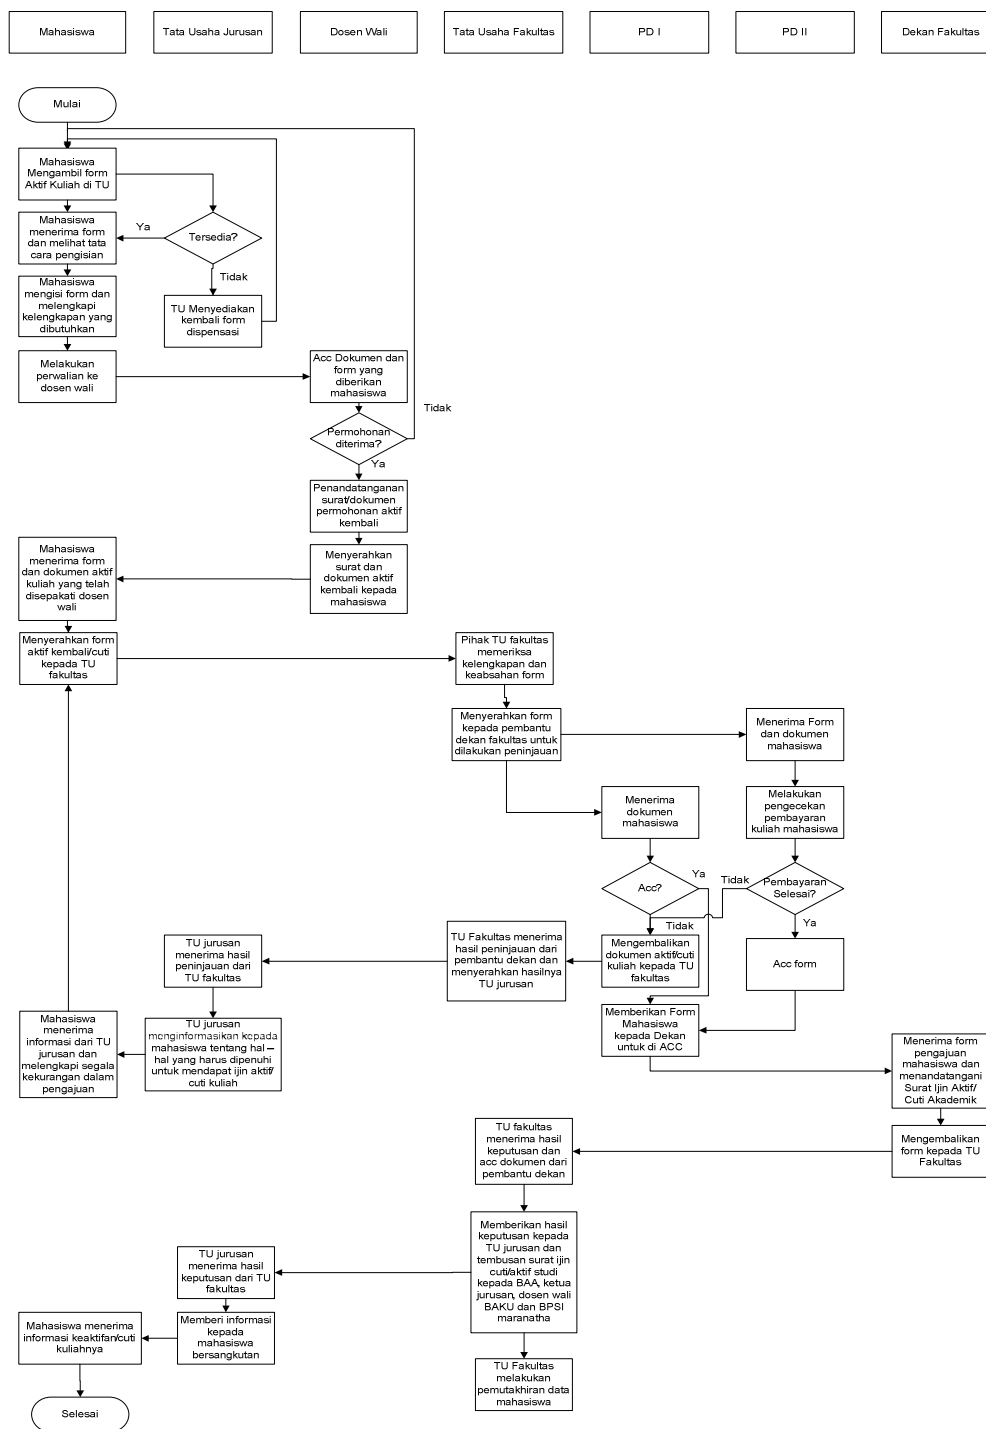 Mahasiswa
Tata Usaha Jurusan
Dosen Wali
Tata Usaha Fakultas
PD I
PD II
Dekan Fakultas
Mulai
Mahasiswa
Mengambil form
Aktif Kuliah di TU
Mahasiswa
menerima form
dan melihat tata
cara pengisian
Ya
Tersedia?
Tidak
Mahasiswa
mengisi form dan
melengkapi
kelengkapan yang
dibutuhkan
TU Menyediakan
kembali form
dispensasi
Melakukan
perwalian ke
dosen wali
Acc Dokumen dan
form yang
diberikan
mahasiswa
Tidak
Permohonan
diterima?
Ya
Penandatanganan
surat/dokumen
permohonan aktif
kembali
Mahasiswa
menerima form
dan dokumen aktif
kuliah yang telah
disepakati dosen
wali
Menyerahkan
surat dan
dokumen aktif
kembali kepada
mahasiswa
Menyerahkan form
aktif kembali/cuti
kepada TU
fakultas
Pihak TU fakultas
memeriksa
kelengkapan dan
keabsahan form
Menyerahkan form
kepada pembantu
dekan fakultas untuk
dilakukan peninjauan
Menerima Form
dan dokumen
mahasiswa
Menerima
dokumen
mahasiswa
Melakukan
pengecekan
pembayaran
kuliah mahasiswa
Acc?
Ya
Tidak
Tidak
Pembayaran
Selesai?
Ya
TU jurusan
menerima hasil
peninjauan dari
TU fakultas
TU Fakultas menerima
hasil peninjauan dari
pembantu dekan dan
menyerahkan hasilnya
TU jurusan
Mengembalikan
dokumen aktif/cuti
kuliah kepada TU
fakultas
Acc form
Mahasiswa
menerima
informasi dari TU
jurusan dan
melengkapi segala
kekurangan dalam
pengajuan
TU jurusan
menginformasikan kepada
mahasiswa tentang hal –
hal yang harus dipenuhi
untuk mendapat ijin aktif/
cuti kuliah
Memberikan Form
Mahasiswa
kepada Dekan
untuk di ACC
Menerima form
pengajuan
mahasiswa dan
menandatangani
Surat Ijin Aktif/
Cuti Akademik
TU fakultas
menerima hasil
keputusan dan
acc dokumen dari
pembantu dekan
Mengembalikan
form kepada TU
Fakultas
Memberikan hasil
keputusan kepada
TU jurusan dan
tembusan surat ijin
cuti/aktif studi
kepada BAA, ketua
jurusan, dosen wali
BAKU dan BPSI
maranatha
TU jurusan
menerima hasil
keputusan dari TU
fakultas
Mahasiswa menerima
informasi keaktifan/cuti
kuliahnya
Memberi informasi
kepada
mahasiswa
bersangkutan
TU Fakultas
melakukan
pemutakhiran data
mahasiswa
Selesai